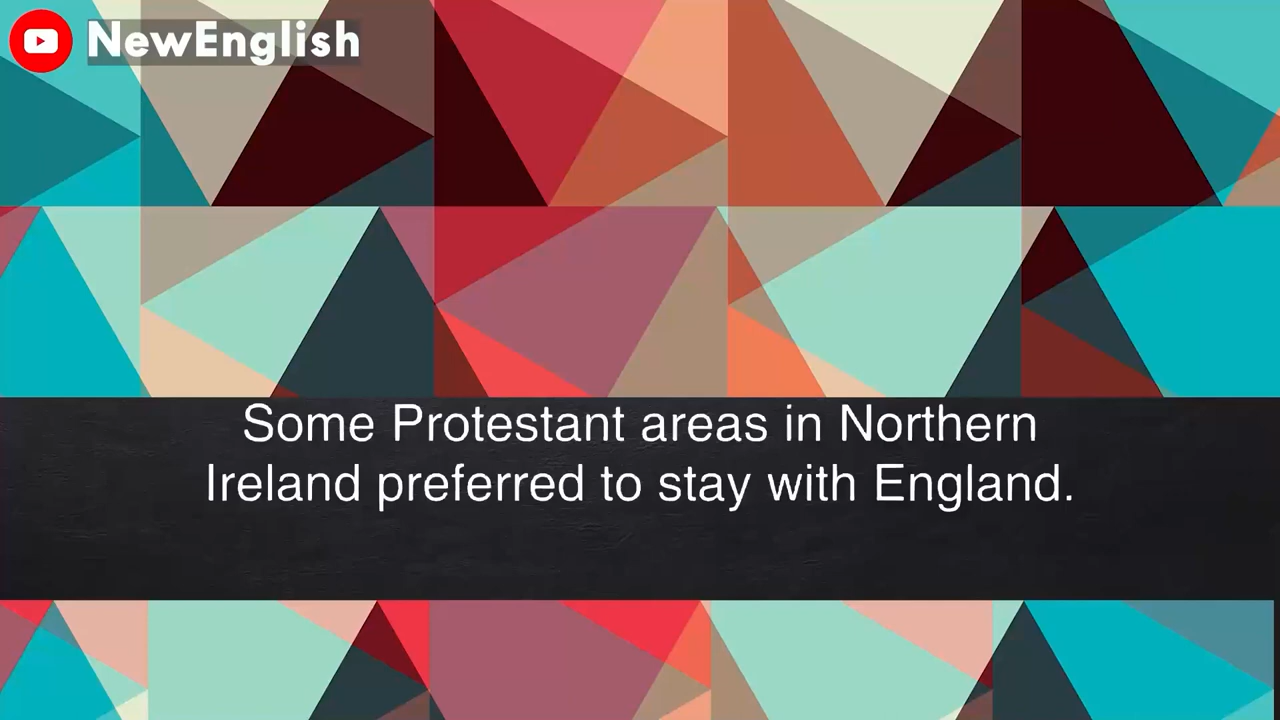 NewEnglish
Some Protestant areas in Northern
Ireland preferred to stay with England.